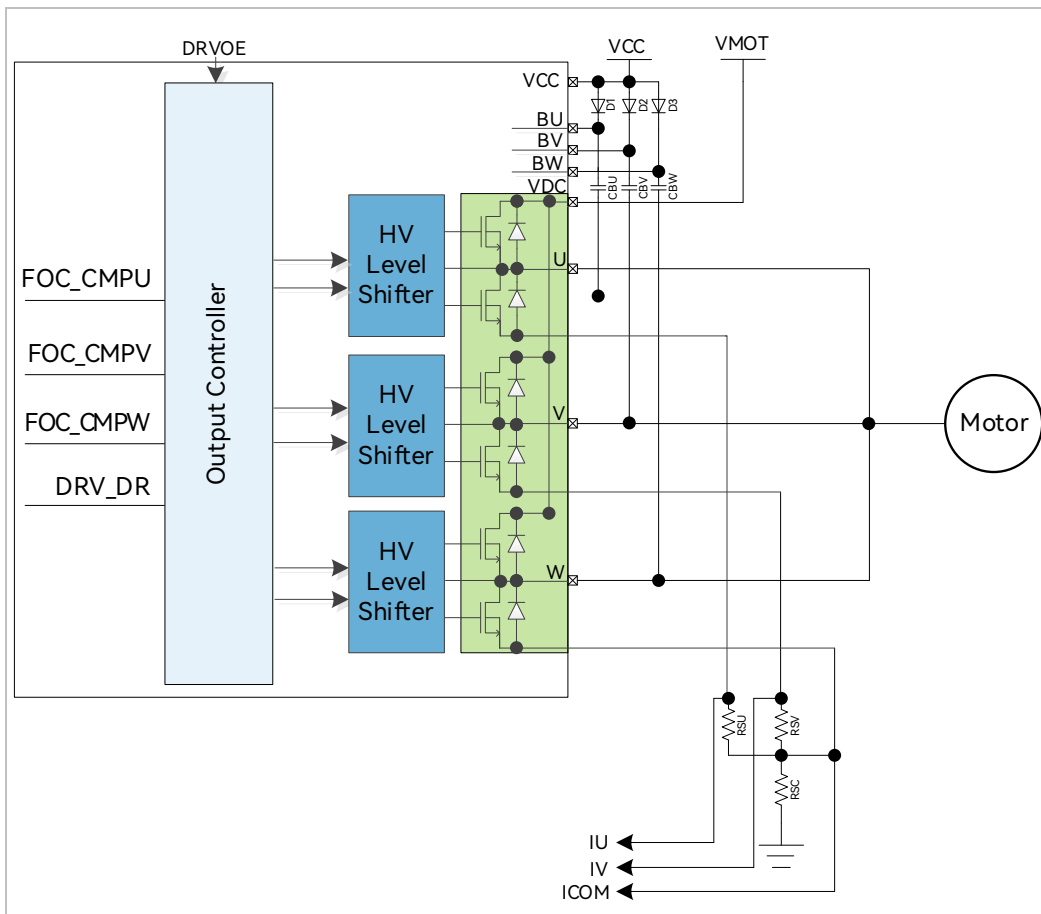 DRVOE
VCC
VMOT
VCC
D1
D2
D3
BU
BV
BW
VDC
CBU
CBV
CBW
HV
Level
Shifter
U
FOC_CMPU
Output Controller
FOC_CMPV
HV
Level
Shifter
V
Motor
FOC_CMPW
DRV_DR
HV
Level
Shifter
W
RSU
RSV
RSC
IU
IV
ICOM